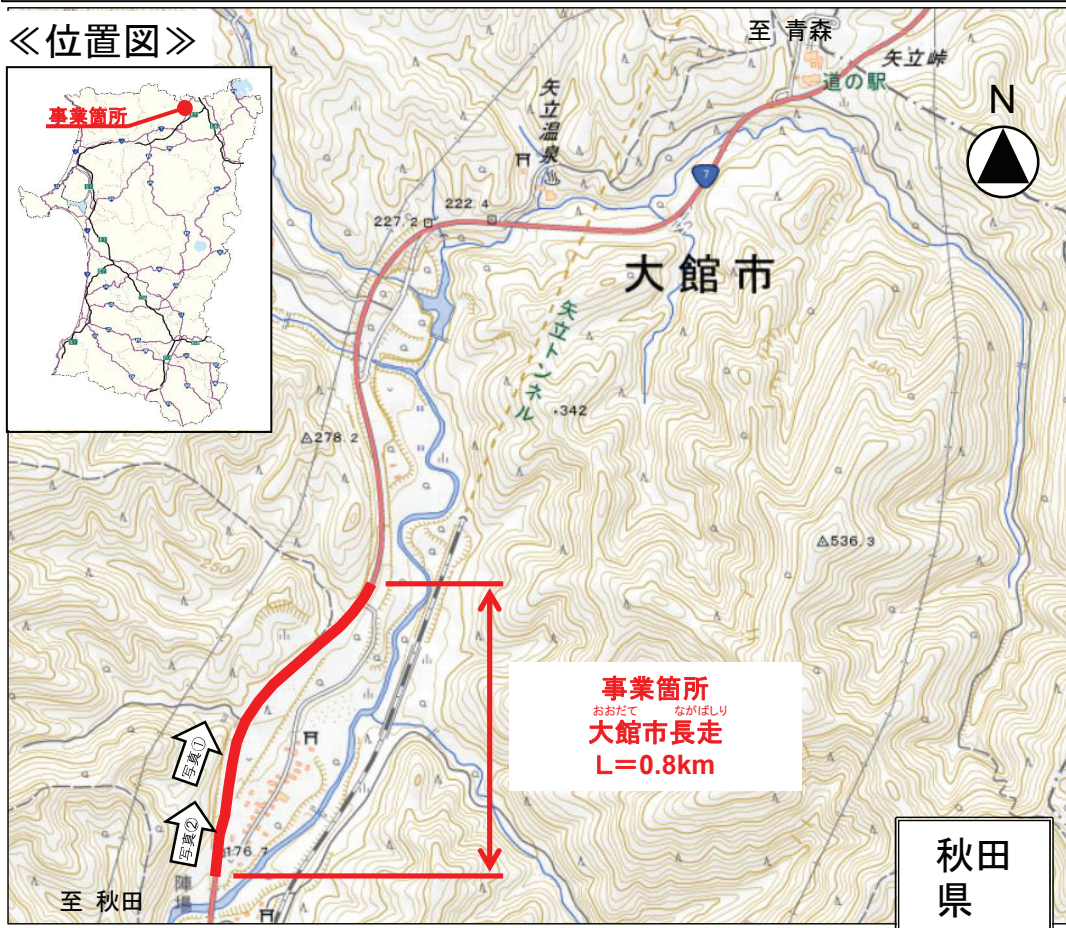 ≪位置図≫
事業箇所
至 青森
矢立峠
道の駅
矢立温泉
N
7
222.4
227.2
大館市
矢立トンネル
・342
400
278.2
536.3
250
事業箇所
おおだて ながばしり
大館市長走
L=0.8km
写真①
写真②
176.7
陣場
至 秋田
秋田
県